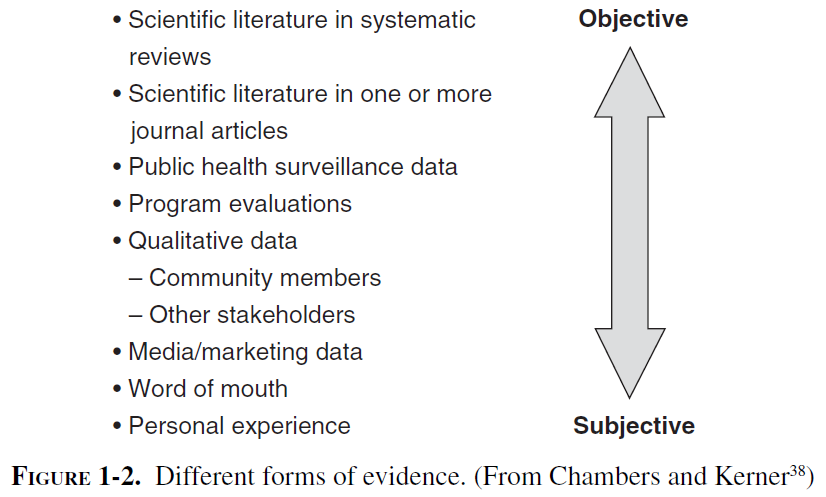 • Scientific literature in systematic
reviews
• Scientific literature in one or more
journal articles
• Public health surveillance data
• Program evaluations
• Qualitative data
– Community members
– Other stakeholders
• Media/marketing data
• Word of mouth
• Personal experience
Objective
Subjective
FIGURE 1-2. Different forms of evidence. (From Chambers and Kerner38)